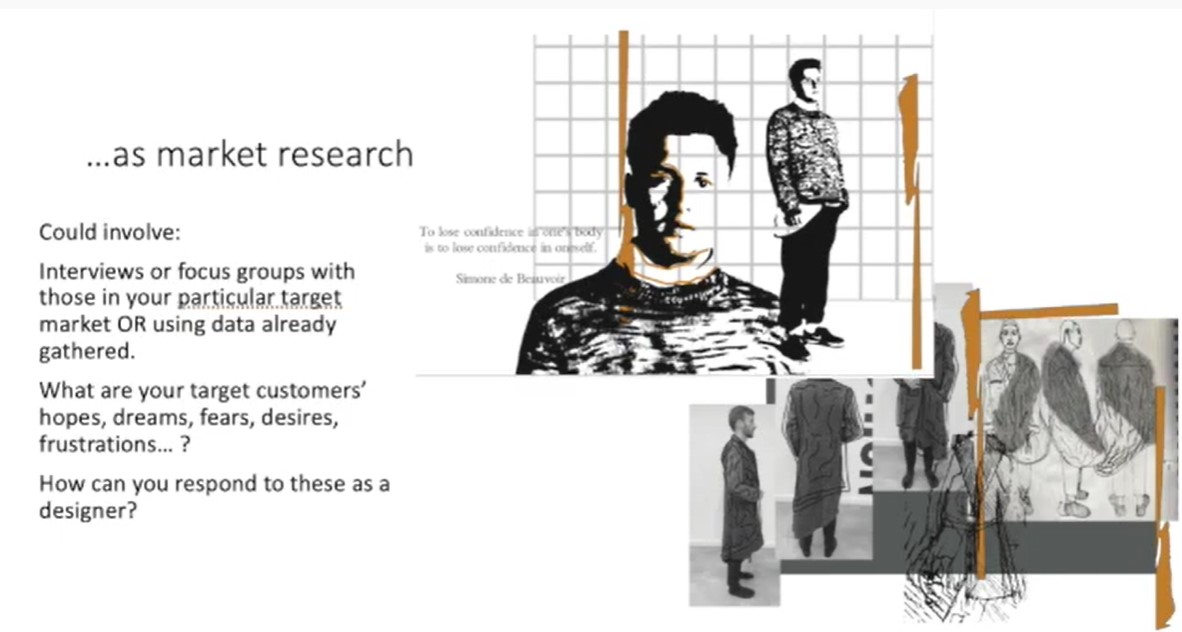 ...as market research
Could involve:
Interviews or focus groups with
those in your particular target
market OR using data already
gathered.
What are your target customers’
hopes, dreams, fears, desires,
frustrations... ?
How can you respond to these as a
designer?
To lose confidence in one's body
is to lose confidence in oneself.
Simone de Beauvoir